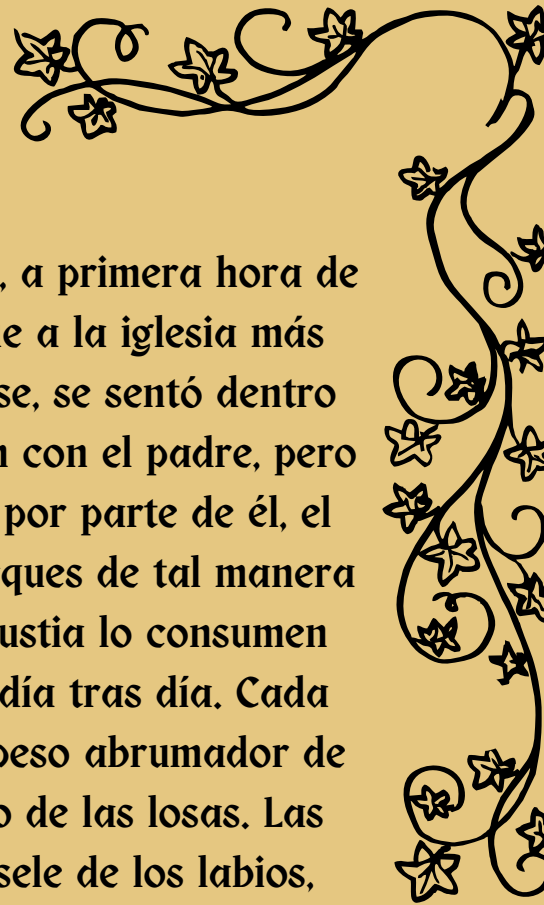 , a primera hora de
e a la iglesia más
se, se sentó dentro
n con el padre, pero
por parte de él, el
ques de tal manera
ustia lo consumen
día tras día. Cada
peso abrumador de
o de las losas. Las
sele de los labios,